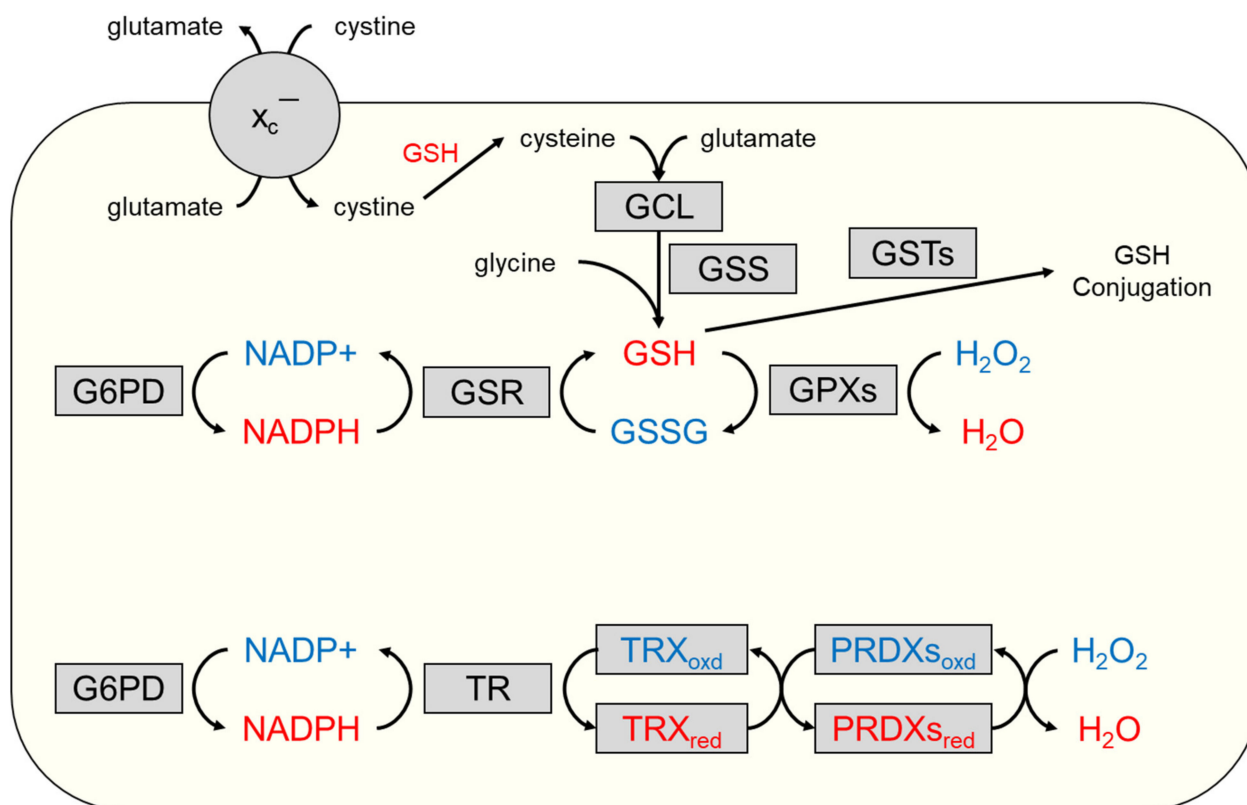 glutamate cystine
x꜀⁻
glutamate cystine
GSH
cysteine glutamate
GCL
GSS
glycine
GSTs
GSH
Conjugation
NADP+ GSH H₂O₂
G6PD GSR GPXs
NADPH GSSG H₂O
NADP+ TRXoxd PRDXsoxd H₂O₂
G6PD TR
NADPH TRXred PRDXsred H₂O